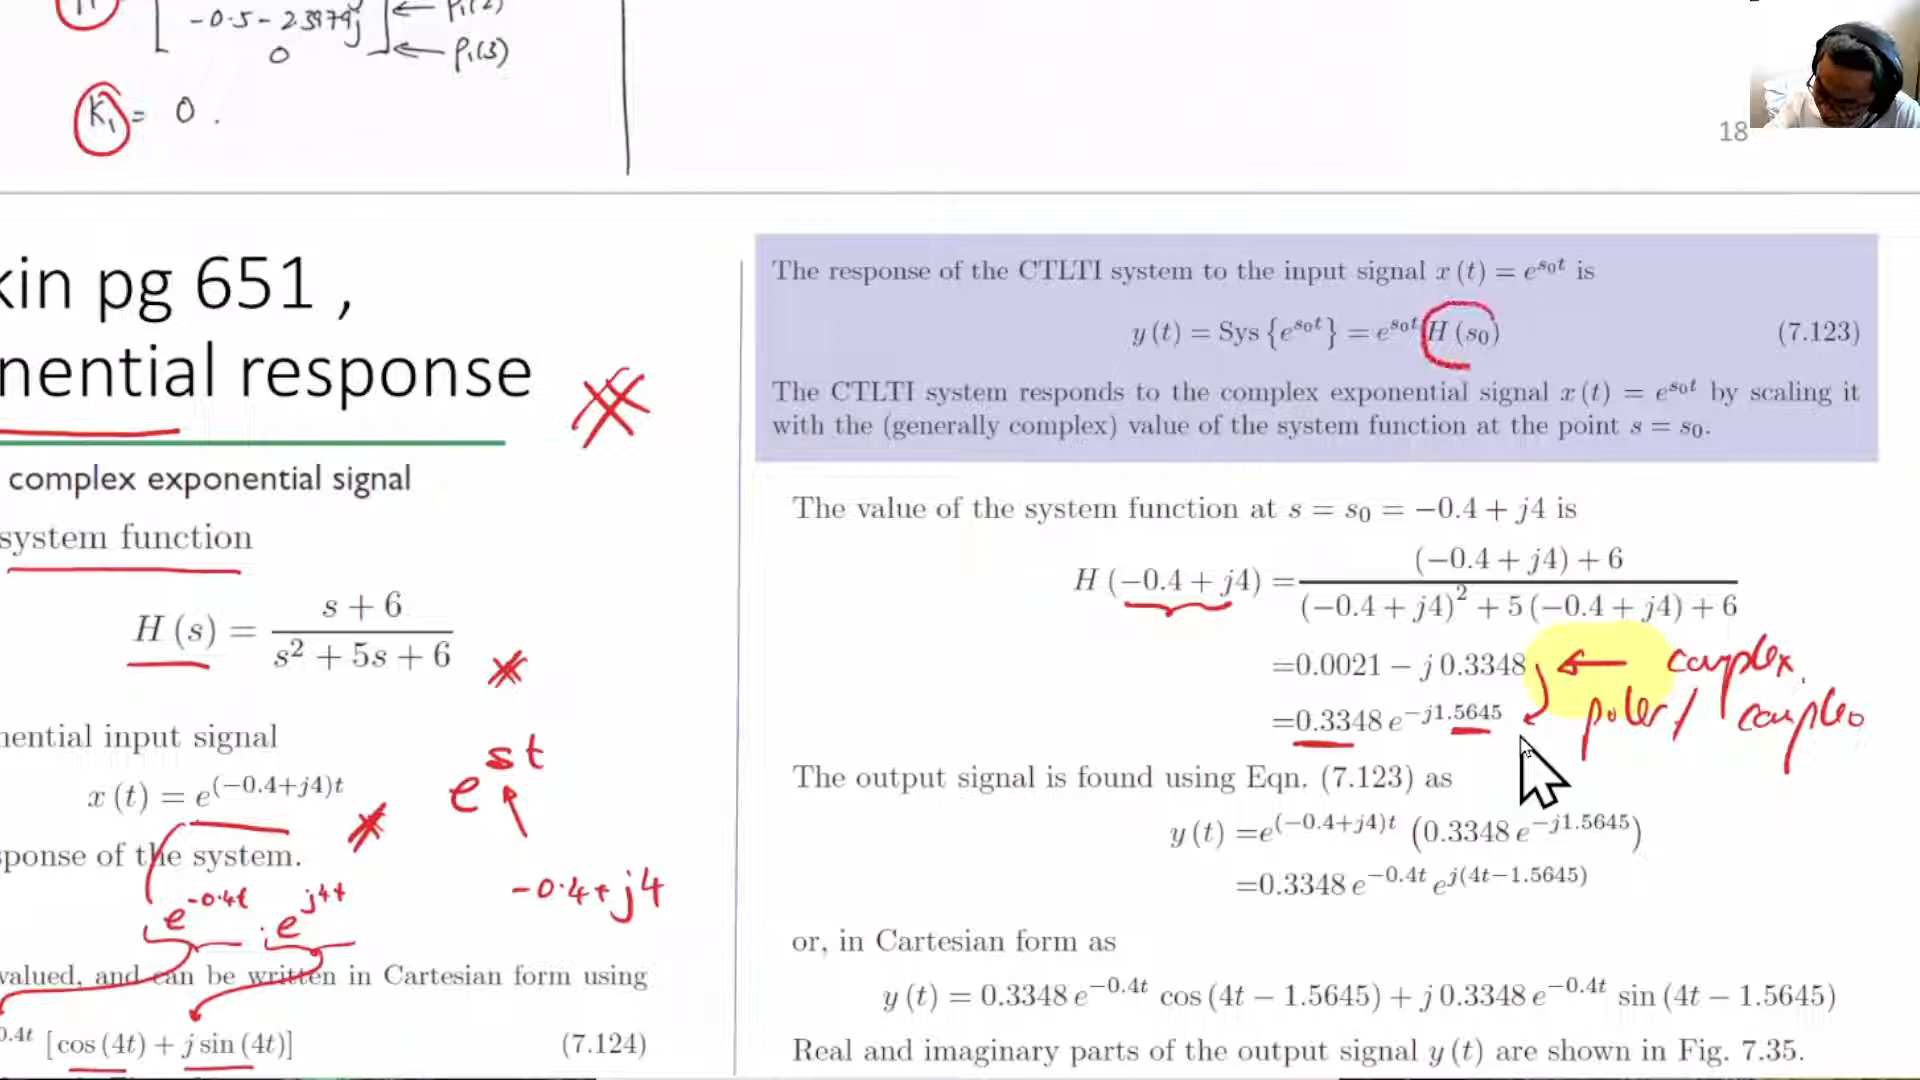 -0.5-2.3979j
P₁(2)
0
P₁(3)
K₁ = 0.
18
kin pg 651 ,
nential response
complex exponential signal
system function
H (s) = (s + 6) / (s² + 5s + 6)
nential input signal
x (t) = e^{(−0.4+j4)t}
e^{st}
sponse of the system.
e^{-0.4t} . e^{j4t}
-0.4+j4
valued, and can be written in Cartesian form using
0.4t [cos (4t) + j sin (4t)] (7.124)
The response of the CTLTI system to the input signal x (t) = e^{s₀t} is
y (t) = Sys {e^{s₀t}} = e^{s₀t} H (s₀) (7.123)
The CTLTI system responds to the complex exponential signal x (t) = e^{s₀t} by scaling it
with the (generally complex) value of the system function at the point s = s₀.
The value of the system function at s = s₀ = −0.4 + j4 is
H (−0.4 + j4) = ((−0.4 + j4) + 6) / ((−0.4 + j4)² + 5 (−0.4 + j4) + 6)
=0.0021 − j 0.3348 ← complex
=0.3348 e^{−j1.5645} poler/ complex
The output signal is found using Eqn. (7.123) as
y (t) =e^{(−0.4+j4)t} (0.3348 e^{−j1.5645})
=0.3348 e^{−0.4t} e^{j(4t−1.5645)}
or, in Cartesian form as
y (t) = 0.3348 e^{−0.4t} cos (4t − 1.5645) + j 0.3348 e^{−0.4t} sin (4t − 1.5645)
Real and imaginary parts of the output signal y (t) are shown in Fig. 7.35.